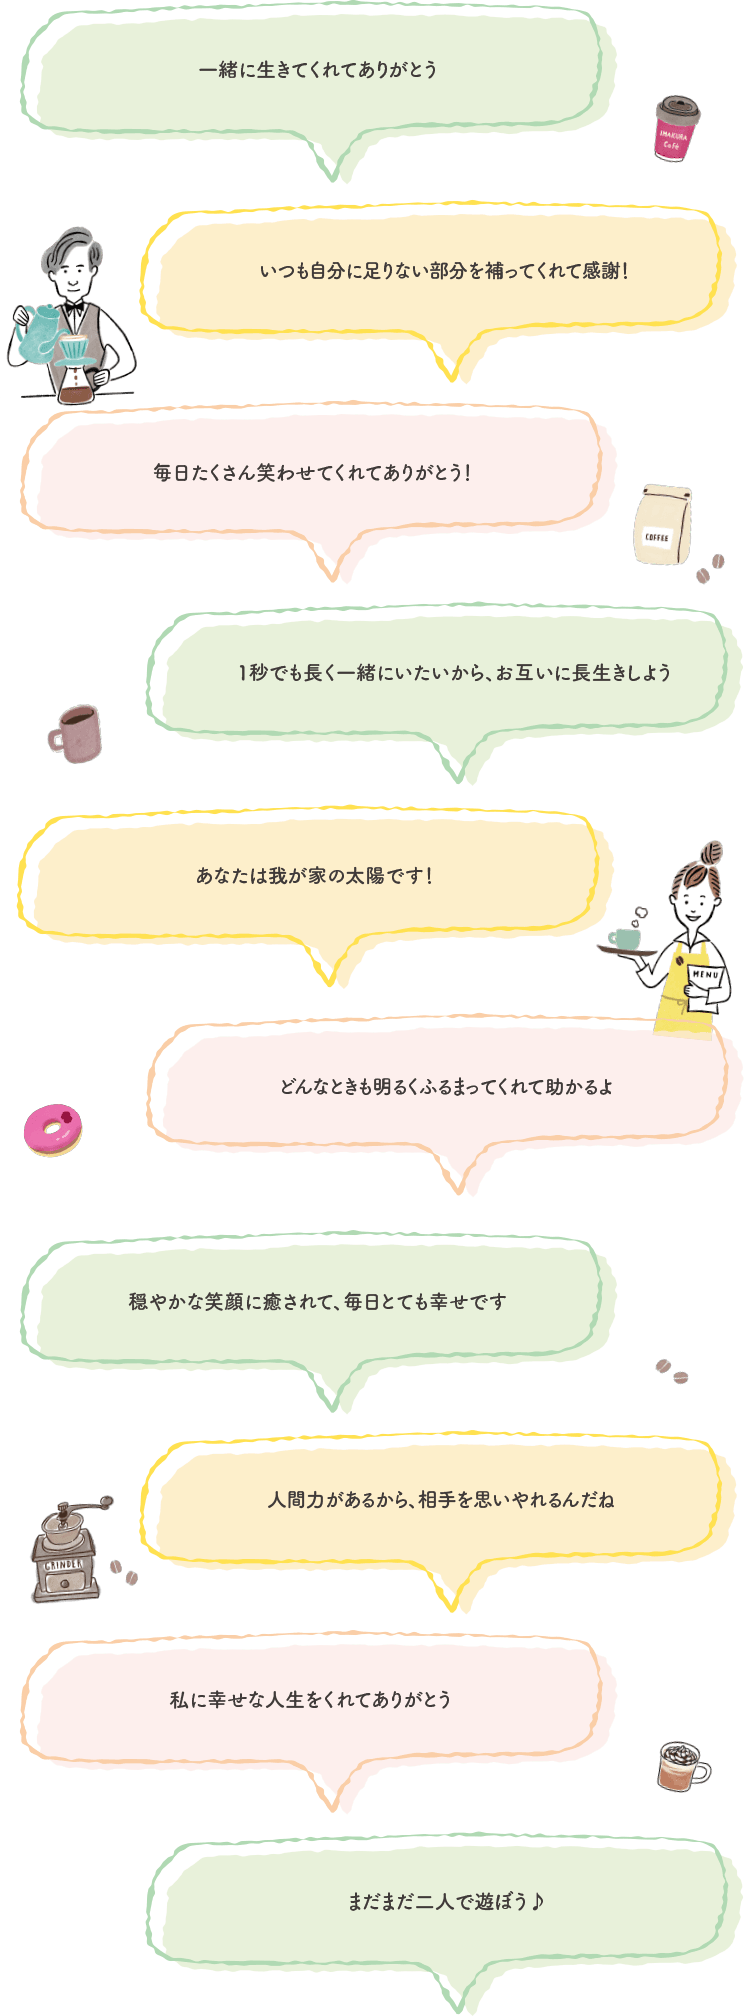 一緒に生きてくれてありがとう
IMAKURA
Café
いつも自分に足りない部分を補ってくれて感謝！
毎日たくさん笑わせてくれてありがとう！
COFFEE
1秒でも長く一緒にいたいから、お互いに長生きしよう
あなたは我が家の太陽です！
MENU
どんなときも明るくふるまってくれて助かるよ
穏やかな笑顔に癒されて、毎日とても幸せです
人間力があるから、相手を思いやれるんだね
GRINDER
私に幸せな人生をくれてありがとう
まだまだ二人で遊ぼう♪